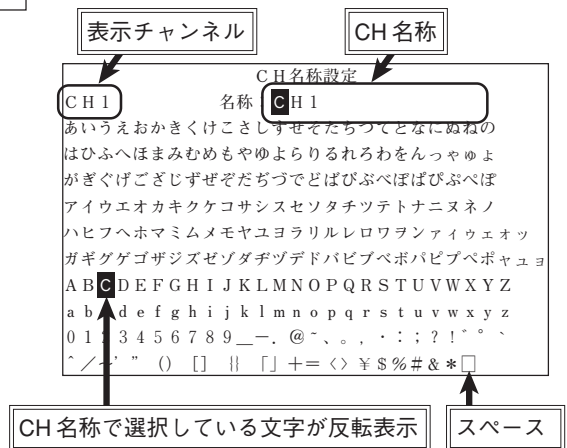 表示チャンネル
CH 名称
CH名称設定
CH1 名称：CH1
あいうえおかきくけこさしすせそたちつてとなにぬねの
はひふへほまみむめもやゆよらりるれろわをんっゃゅょ
がぎぐげござじずぜぞだぢづでどばびぶべぼぱぴぷぺぽ
アイウエオカキクケコサシスセソタチツテトナニヌネノ
ハヒフヘホマミムメモヤユヨラリルレロワヲンァィゥェォッ
ガギグゲゴザジズゼゾダヂヅデドバビブベボパピプペポャュョ
ABCDEFGHIJKLMNOPQRSTUVWXYZ
abcdefghijklmnopqrstuvwxyz
0123456789_－.@~、。,・:;?!゛゜`
^/~’” () [] {} 「」+=〈〉¥$%#&*□
CH 名称で選択している文字が反転表示
スペース